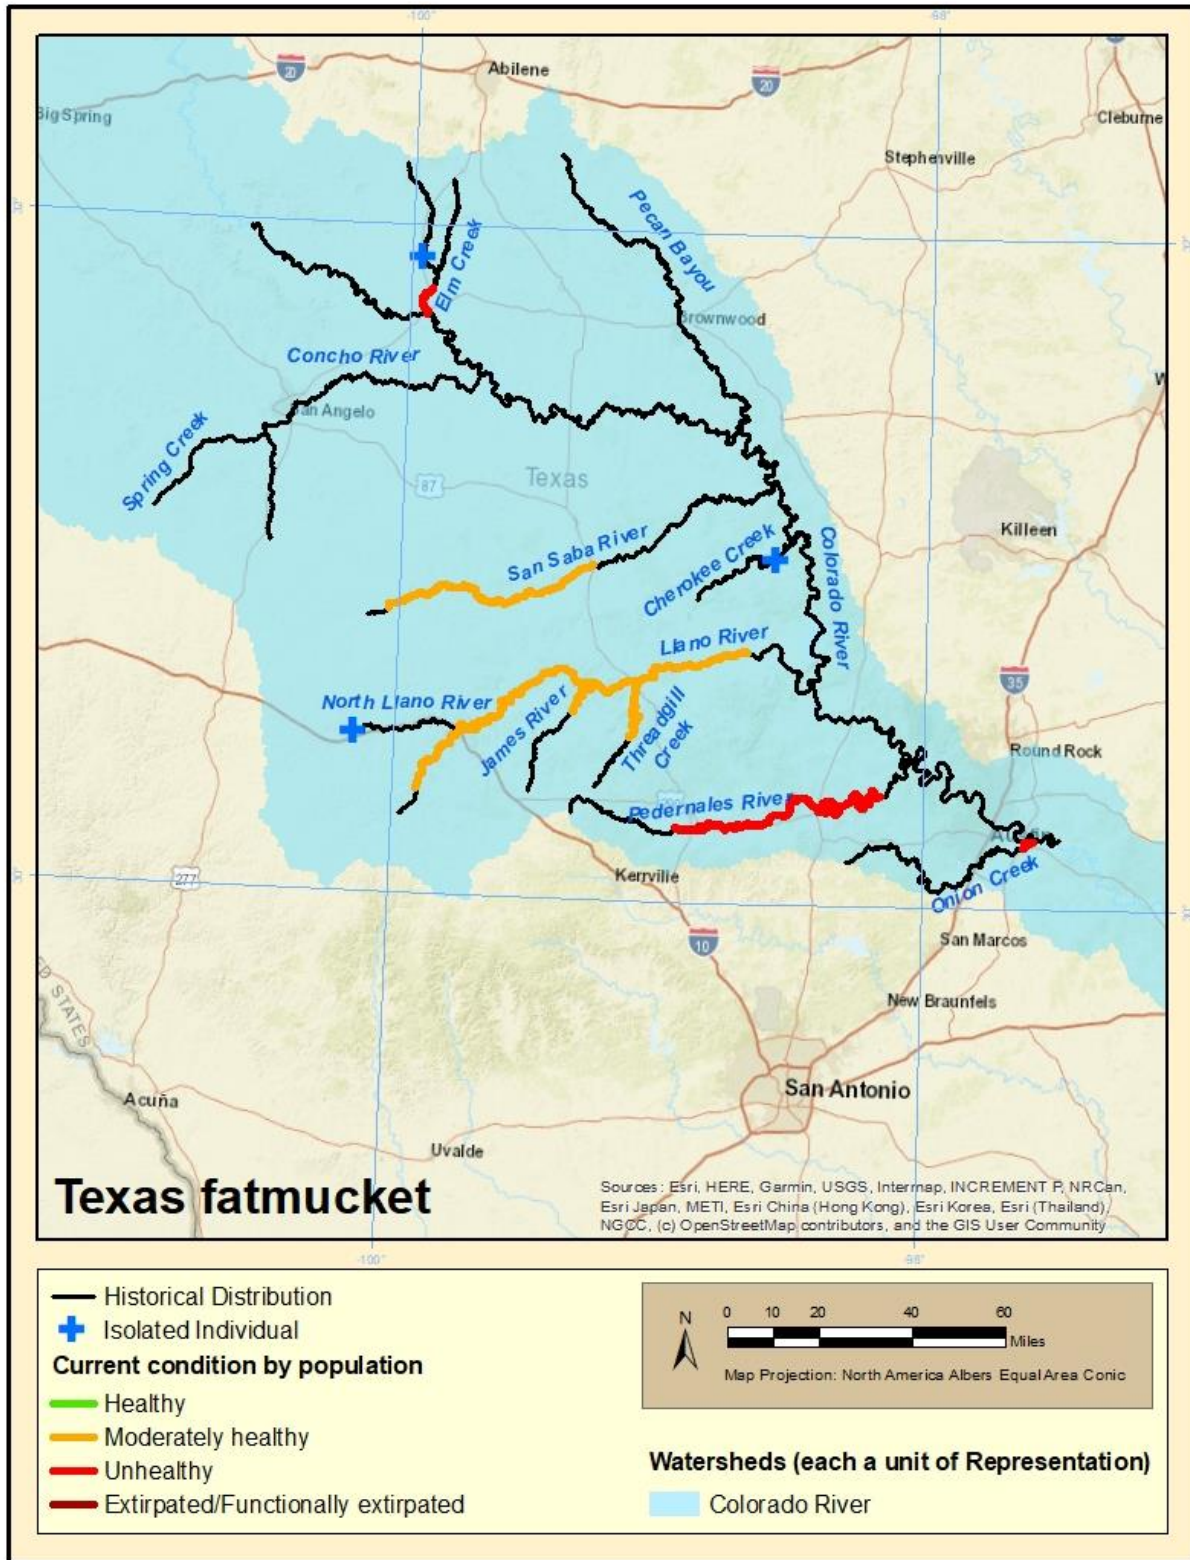 -100°
-98°
20
Abilene
20
Big Spring
Cleburne
Stephenville
Pecan Bayou
Elm Creek
Brownwood
Concho River
San Angelo
Spring Creek
87
Texas
Killeen
San Saba River
Cherokee Creek
Colorado River
Llano River
35
North Llano River
James River
Threadgill
Creek
Round Rock
Pedernales River
Austin
277
Kerrville
Onion Creek
10
San Marcos
New Braunfels
ED STATES
San Antonio
Acuña
Uvalde
Texas fatmucket
Sources: Esri, HERE, Garmin, USGS, Intermap, INCREMENT P, NRCan,
Esri Japan, METI, Esri China (Hong Kong), Esri Korea, Esri (Thailand),
NGCC, (c) OpenStreetMap contributors, and the GIS User Community
-100°
-98°
Historical Distribution
Isolated Individual
Current condition by population
Healthy
Moderately healthy
Unhealthy
Extirpated/Functionally extirpated
N
0 10 20 40 60
Miles
Map Projection: North America Albers Equal Area Conic
Watersheds (each a unit of Representation)
Colorado River